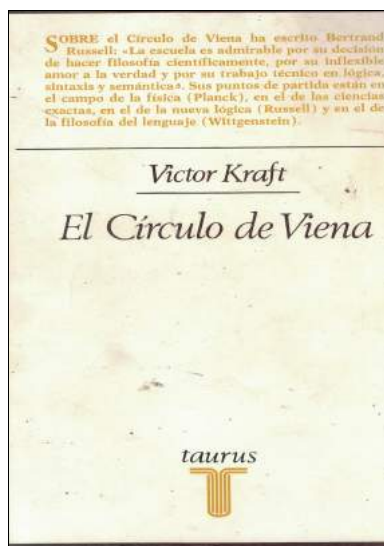 SOBRE el Círculo de Viena ha escrito Bertrand
Russell: «La escuela es admirable por su decisión
de hacer filosofía científicamente, por su inflexible
amor a la verdad y por su trabajo técnico en lógica,
sintaxis y semántica». Sus puntos de partida están en
el campo de la física (Planck), en el de las ciencias
exactas, en el de la nueva lógica (Russell) y en el de
la filosofía del lenguaje (Wittgenstein).
Victor Kraft
El Círculo de Viena
taurus